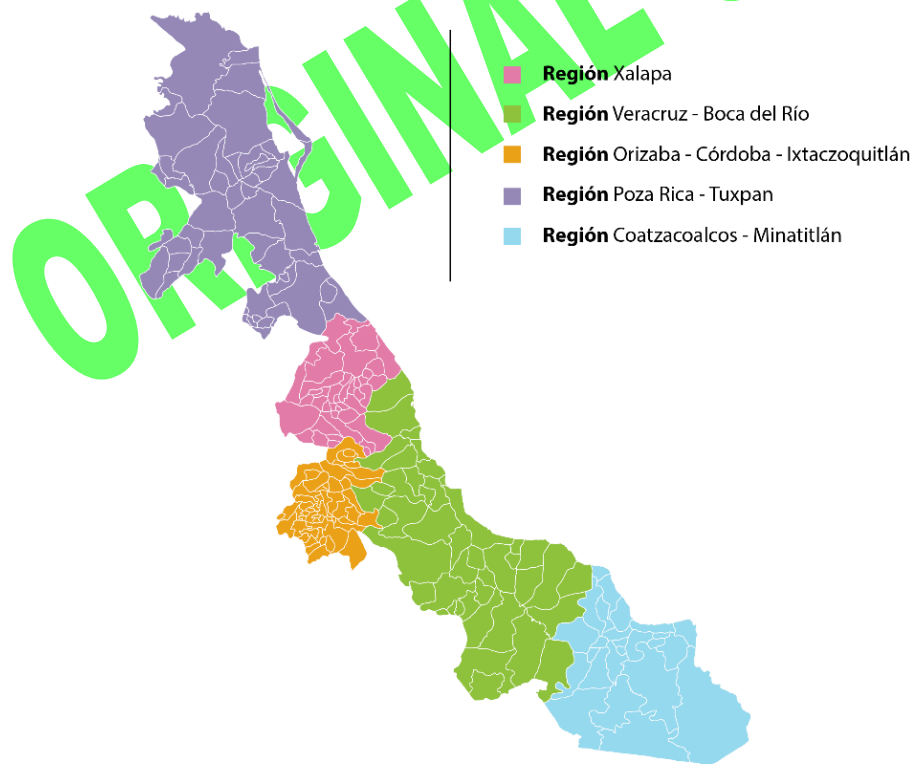 ORIGINAL
Región Xalapa
Región Veracruz - Boca del Río
Región Orizaba - Córdoba - Ixtaczoquitlán
Región Poza Rica - Tuxpan
Región Coatzacoalcos - Minatitlán